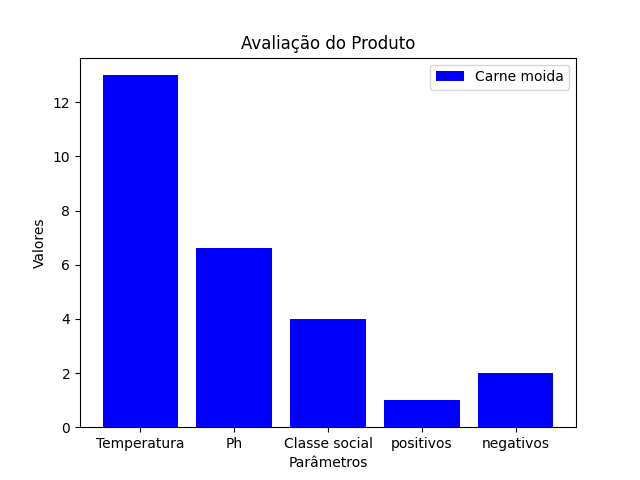 Avaliação do Produto
Carne moida
Valores
12
10
8
6
4
2
0
Temperatura Ph Classe social positivos negativos
Parâmetros